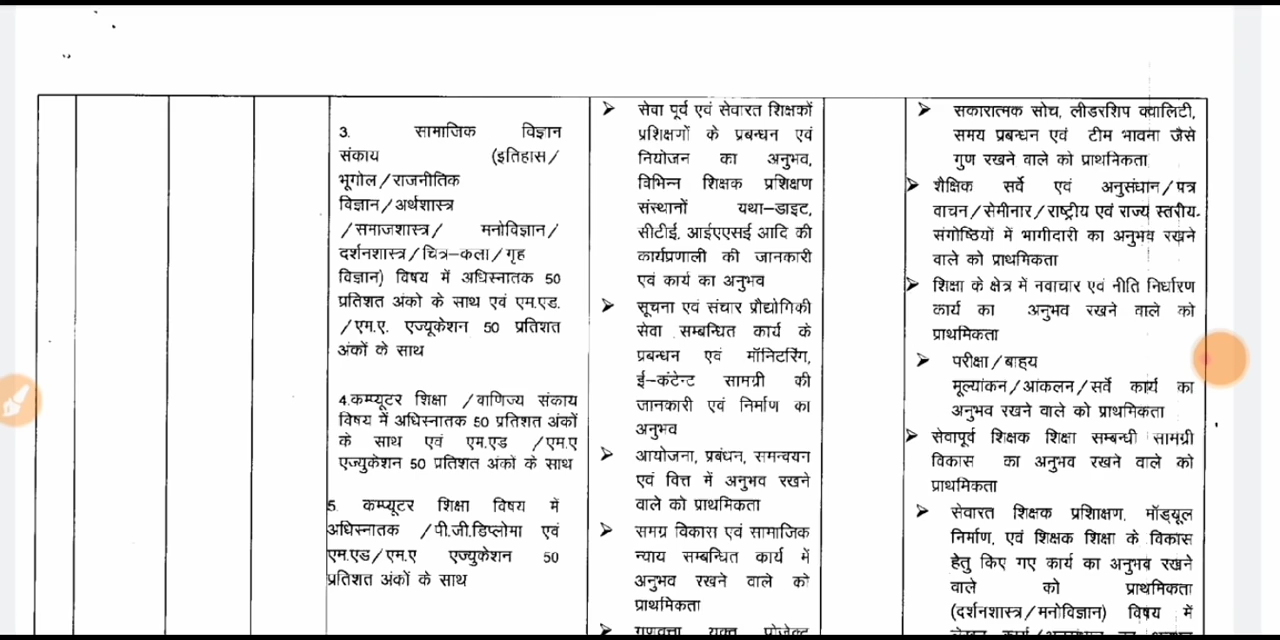 3. सामाजिक विज्ञान
संकाय (इतिहास/
भूगोल/राजनीतिक
विज्ञान/अर्थशास्त्र
/समाजशास्त्र/ मनोविज्ञान/
दर्शनशास्त्र/चित्र-कला/गृह
विज्ञान) विषय में अधिस्नातक 50
प्रतिशत अंको के साथ एवं एम.एड.
/एम.ए. एज्यूकेशन 50 प्रतिशत
अंकों के साथ
4.कम्प्यूटर शिक्षा /वाणिज्य संकाय
विषय में अधिस्नातक 50 प्रतिशत अंकों
के साथ एवं एम.एड /एम.ए
एज्युकेशन 50 प्रतिशत अंकों के साथ
5. कम्प्यूटर शिक्षा विषय में
अधिस्नातक /पी.जी.डिप्लोमा एवं
एम.एड/एम.ए एज्यूकेशन 50
प्रतिशत अंकों के साथ
➢ सेवा पूर्व एवं सेवारत शिक्षकों
प्रशिक्षणों के प्रबन्धन एवं
नियोजन का अनुभव,
विभिन्न शिक्षक प्रशिक्षण
संस्थानों यथा-डाइट,
सीटीई, आईएएसई आदि की
कार्यप्रणाली की जानकारी
एवं कार्य का अनुभव
➢ सूचना एवं संचार प्रौद्योगिकी
सेवा सम्बन्धित कार्य के
प्रबन्धन एवं मॉनिटरिंग,
ई-कंटेन्ट सामग्री की
जानकारी एवं निर्माण का
अनुभव
➢ आयोजना, प्रबंधन, समन्वयन
एवं वित्त में अनुभव रखने
वाले को प्राथमिकता
➢ समग्र विकास एवं सामाजिक
न्याय सम्बन्धित कार्य में
अनुभव रखने वाले को
प्राथमिकता
➢ गुणवत्ता युक्त प्रोजेक्ट
➢ सकारात्मक सोच, लीडरशिप क्वालिटी,
समय प्रबन्धन एवं टीम भावना जैसे
गुण रखने वाले को प्राथमिकता
➢ शैक्षिक सर्वे एवं अनुसंधान/पत्र
वाचन/सेमीनार/राष्ट्रीय एवं राज्य स्तरीय
संगोष्ठियों में भागीदारी का अनुभव रखने
वाले को प्राथमिकता
➢ शिक्षा के क्षेत्र में नवाचार एवं नीति निर्धारण
कार्य का अनुभव रखने वाले को
प्राथमिकता
➢ परीक्षा/बाहय
मूल्यांकन/आंकलन/सर्वे कार्य का
अनुभव रखने वाले को प्राथमिकता
➢ सेवापूर्व शिक्षक शिक्षा सम्बन्धी सामग्री
विकास का अनुभव रखने वाले को
प्राथमिकता
➢ सेवारत शिक्षक प्रशिक्षण, मॉड्यूल
निर्माण, एवं शिक्षक शिक्षा के विकास
हेतु किए गए कार्य का अनुभव रखने
वाले को प्राथमिकता
(दर्शनशास्त्र/मनोविज्ञान) विषय में